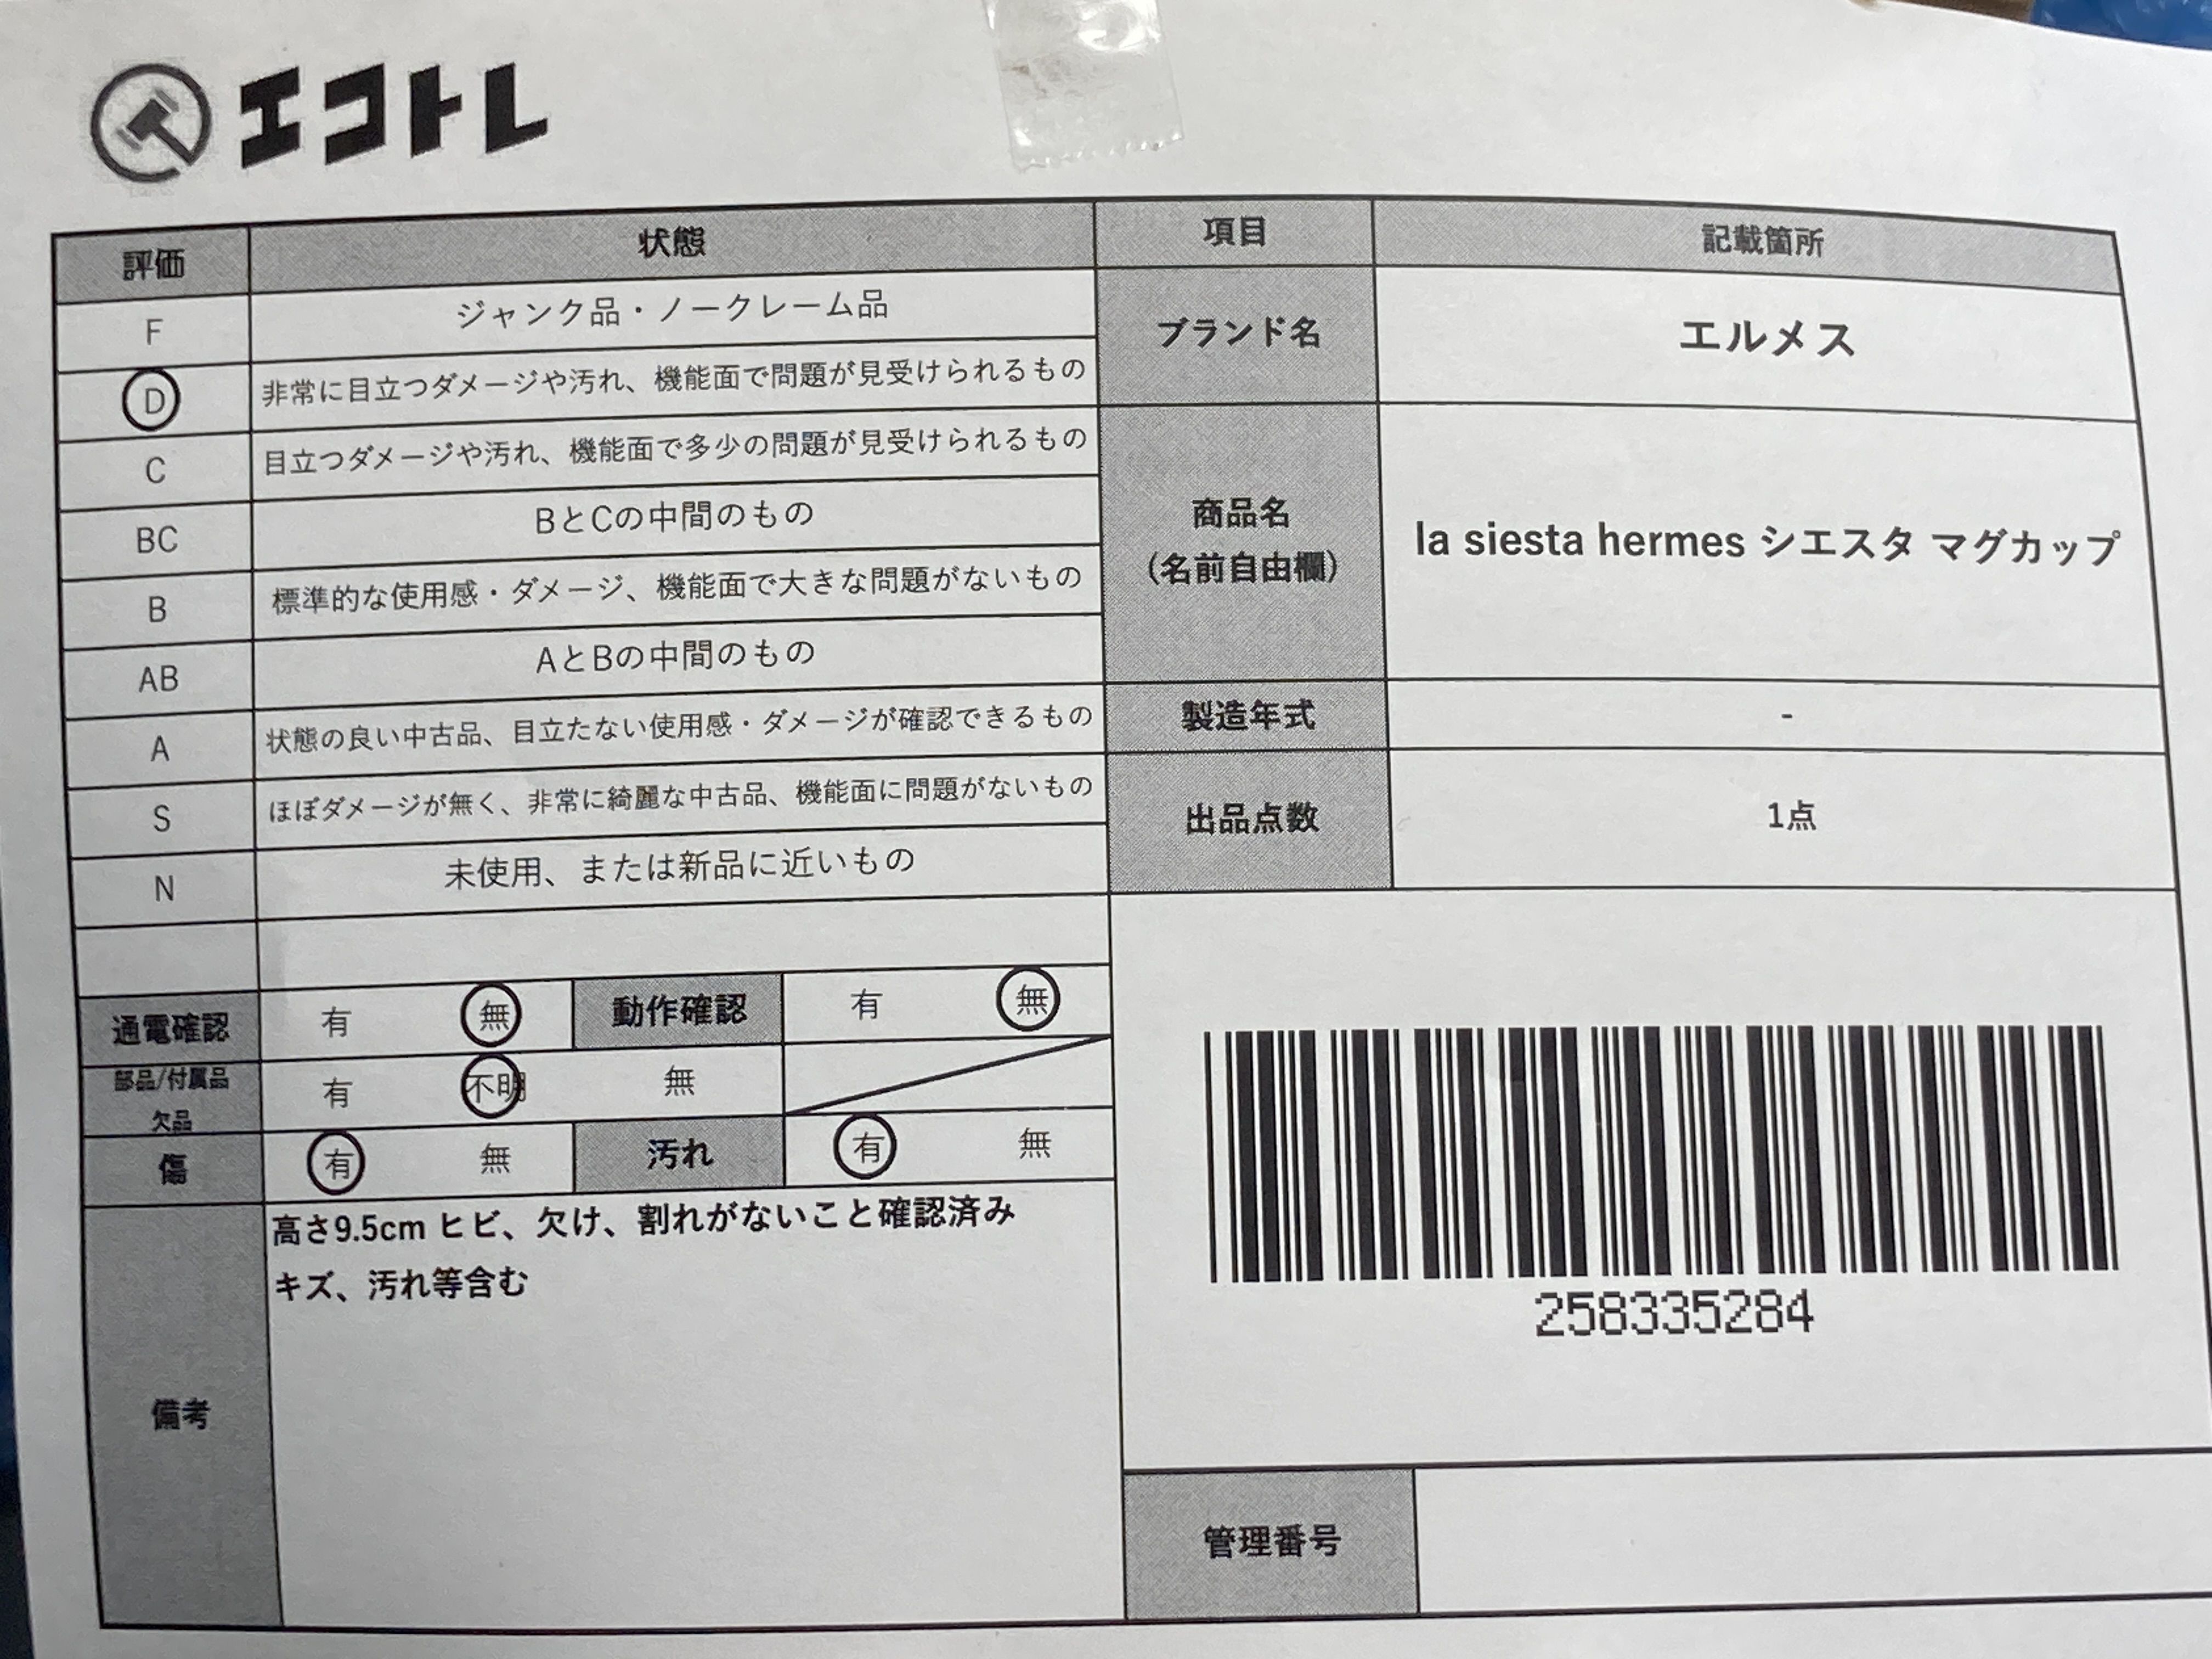 エコトレ
評価 状態 項目 記載箇所
F ジャンク品・ノークレーム品
D 非常に目立つダメージや汚れ、機能面で問題が見受けられるもの
C 目立つダメージや汚れ、機能面で多少の問題が見受けられるもの
BC BとCの中間のもの
B 標準的な使用感・ダメージ、機能面で大きな問題がないもの
AB AとBの中間のもの
A 状態の良い中古品、目立たない使用感・ダメージが確認できるもの
S ほぼダメージが無く、非常に綺麗な中古品、機能面に問題がないもの
N 未使用、または新品に近いもの
ブランド名 エルメス
商品名
(名前自由欄)
la siesta hermes シエスタ マグカップ
製造年式 -
出品点数 1点
通電確認 有 無 動作確認 有 無
部品/付属品
欠品
有 不明 無
傷 有 無 汚れ 有 無
備考
高さ9.5cm ヒビ、欠け、割れがないこと確認済み
キズ、汚れ等含む
258335284
管理番号